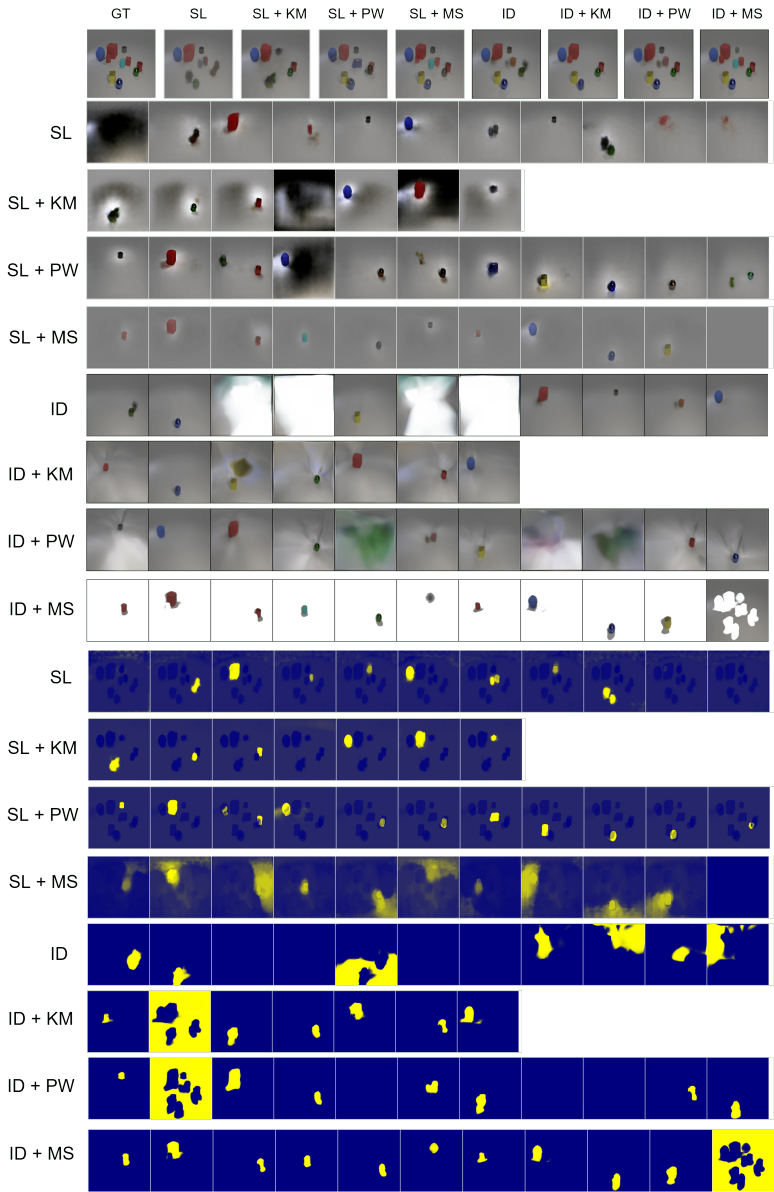 GT SL SL + KM SL + PW SL + MS ID ID + KM ID + PW ID + MS
SL
SL + KM
SL + PW
SL + MS
ID
ID + KM
ID + PW
ID + MS
SL
SL + KM
SL + PW
SL + MS
ID
ID + KM
ID + PW
ID + MS